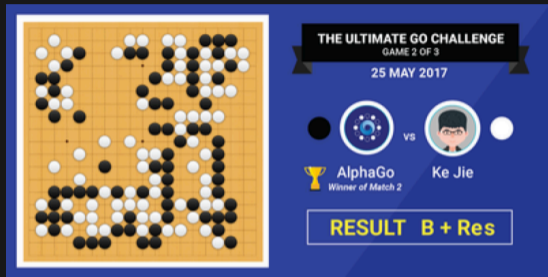 THE ULTIMATE GO CHALLENGE
GAME 2 OF 3
25 MAY 2017
vs
AlphaGo
Ke Jie
Winner of Match 2
RESULT B + Res